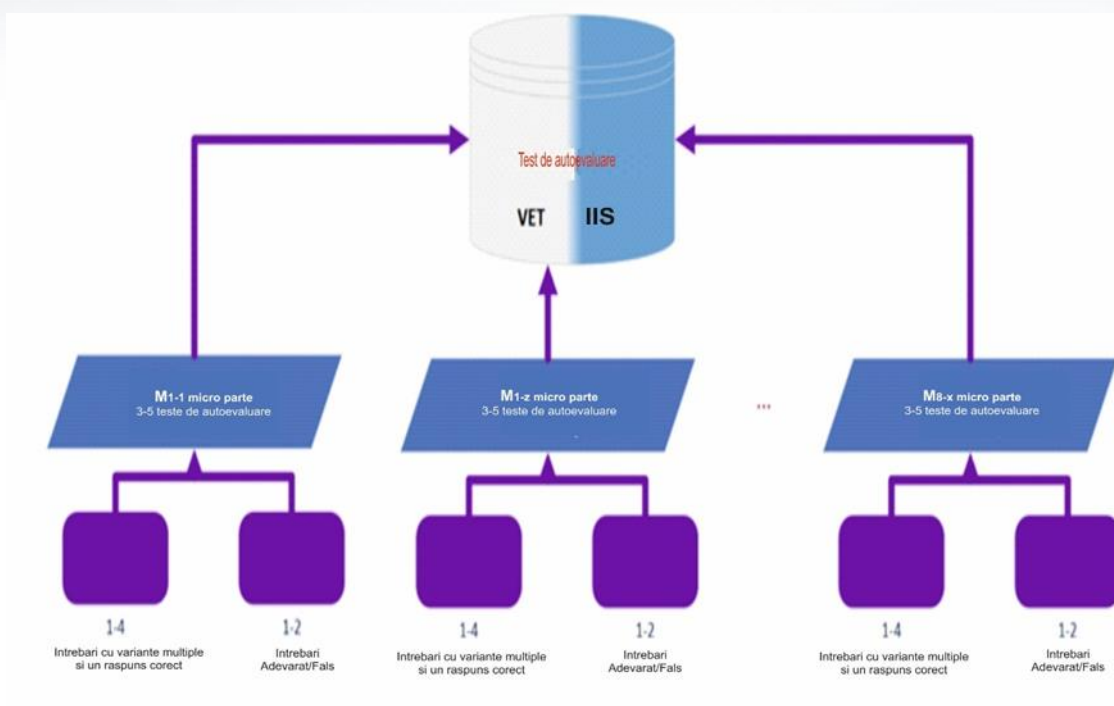 Test de autoevaluare
VET IIS
M1-1 micro parte
3-5 teste de autoevaluare
M1-z micro parte
3-5 teste de autoevaluare
...
M8-x micro parte
3-5 teste de autoevaluare
1-4
Intrebari cu variante multiple
si un raspuns corect
1-2
Intrebari
Adevarat/Fals
1-4
Intrebari cu variante multiple
si un raspuns corect
1-2
Intrebari
Adevarat/Fals
1-4
Intrebari cu variante multiple
si un raspuns corect
1-2
Intrebari
Adevarat/Fals